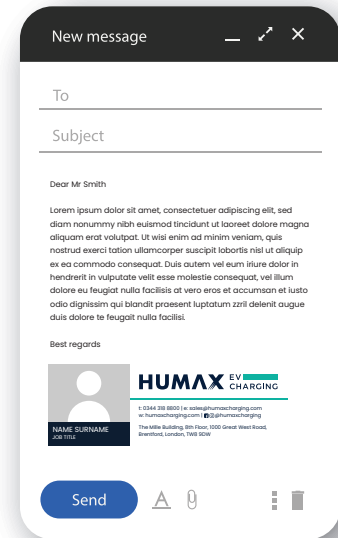 New message
To
Subject
Dear Mr Smith
Lorem ipsum dolor sit amet, consectetuer adipiscing elit, sed
diam nonummy nibh euismod tincidunt ut laoreet dolore magna
aliquam erat volutpat. Ut wisi enim ad minim veniam, quis
nostrud exerci tation ullamcorper suscipit lobortis nisl ut aliquip
ex ea commodo consequat. Duis autem vel eum iriure dolor in
hendrerit in vulputate velit esse molestie consequat, vel illum
dolore eu feugiat nulla facilisis at vero eros et accumsan et iusto
odio dignissim qui blandit praesent luptatum zzril delenit augue
duis dolore te feugait nulla facilisi.
Best regards
NAME SURNAME
JOB TITLE
HUMAX EV CHARGING
t: 0344 318 8800 | e: sales@humaxcharging.com
w: humaxcharging.com | @humaxcharging
The Mille Building, 8th Floor, 1000 Great West Road,
Brentford, London, TW8 9DW
Send
A